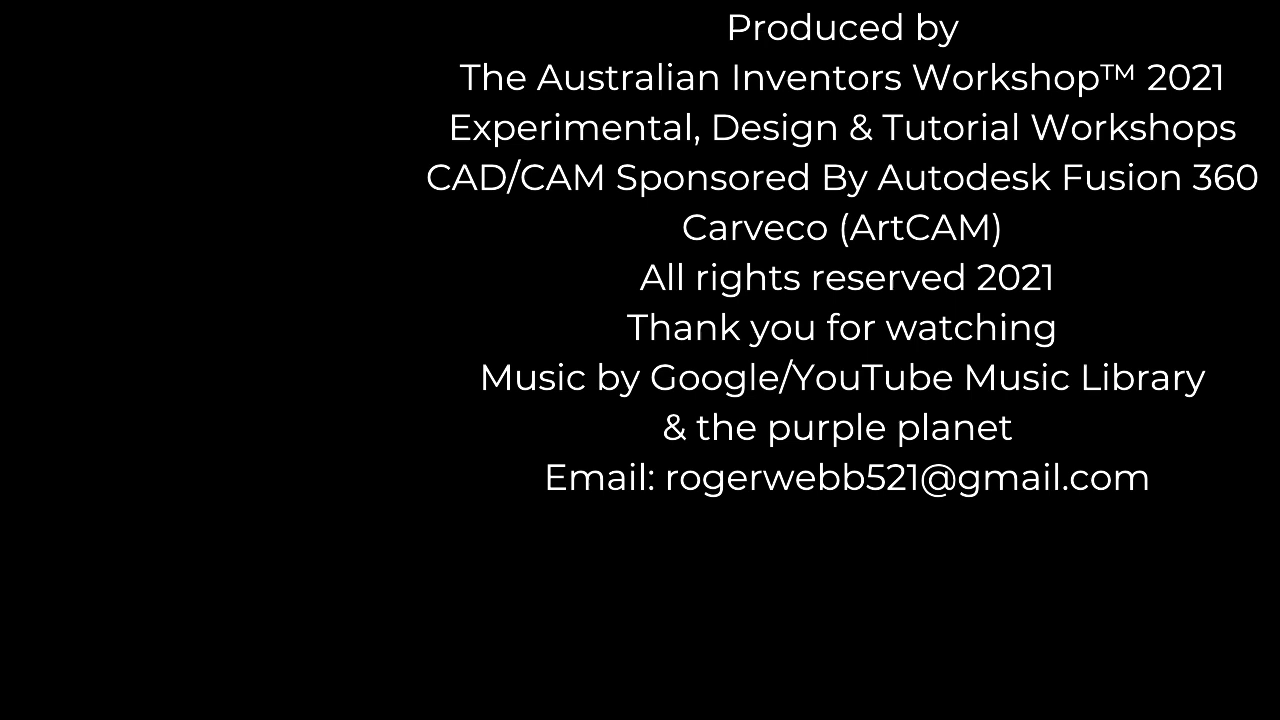 Produced by
The Australian Inventors Workshop™ 2021
Experimental, Design & Tutorial Workshops
CAD/CAM Sponsored By Autodesk Fusion 360
Carveco (ArtCAM)
All rights reserved 2021
Thank you for watching
Music by Google/YouTube Music Library
& the purple planet
Email: rogerwebb521@gmail.com